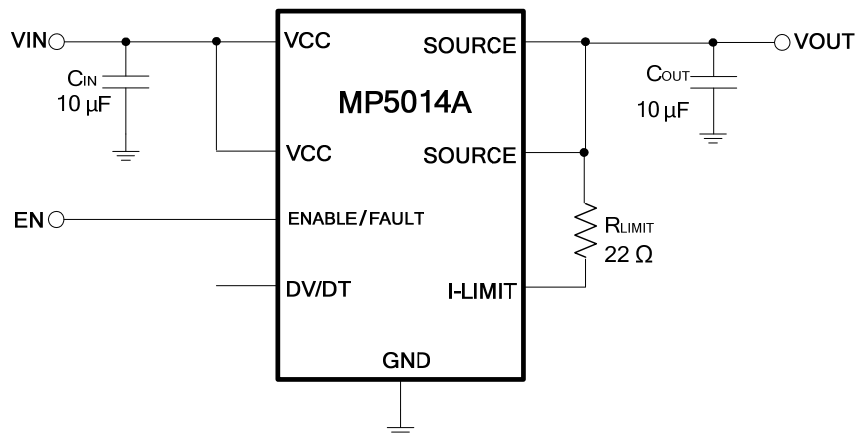 VIN
VCC
SOURCE
VOUT
CIN
10 µF
MP5014A
COUT
10 µF
VCC
SOURCE
EN
ENABLE/FAULT
RLIMIT
22 Ω
DV/DT
I-LIMIT
GND